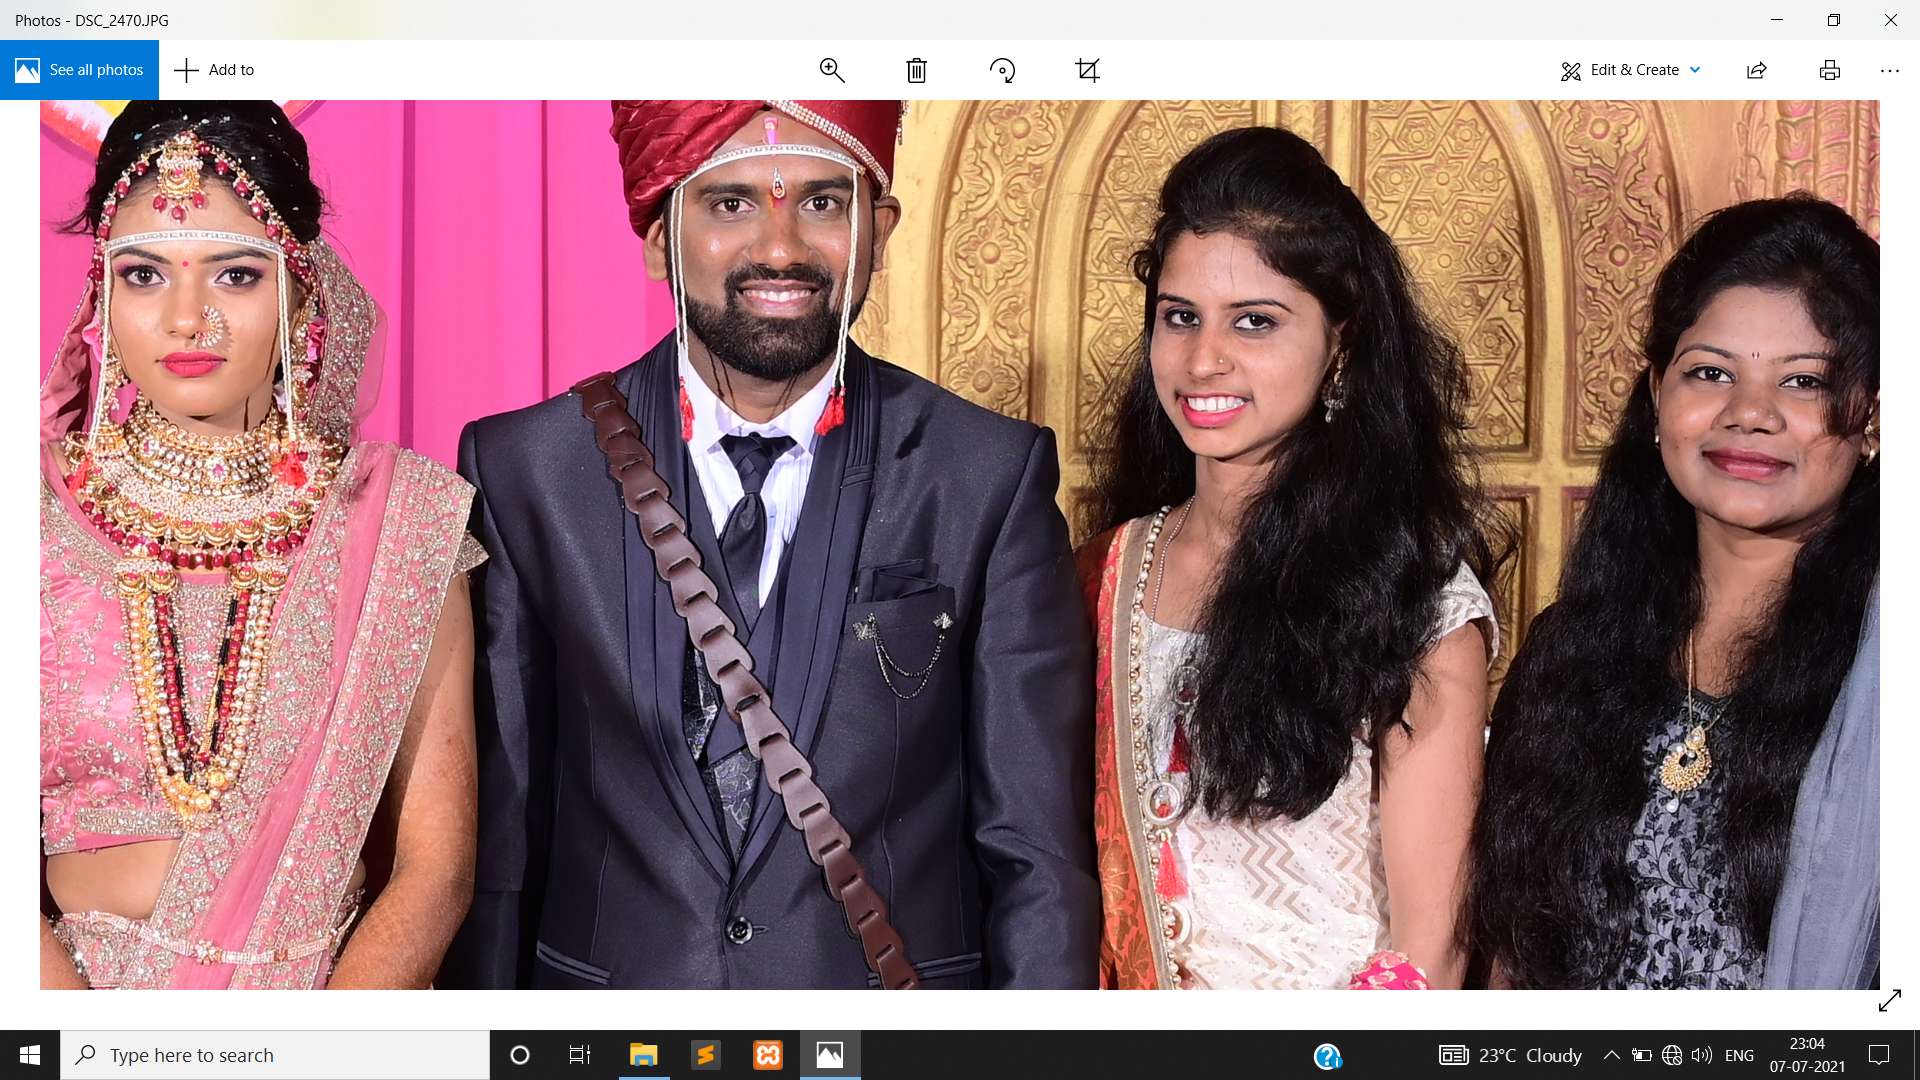 Photos - DSC_2470.JPG
See all photos
Add to
Edit & Create
Type here to search
23°C Cloudy
ENG
23:04
07-07-2021